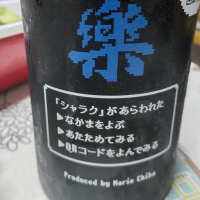 樂
「シャラク」があらわれた
▶なかまをよぶ
▶あたためてみる
▶QRコードをよんでみる
Produced by Mario Chiba